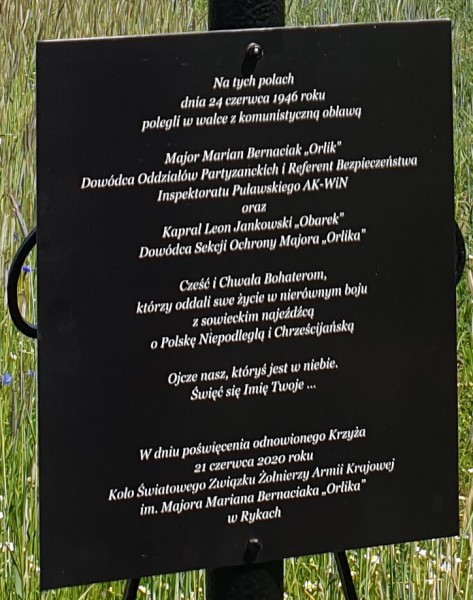 Na tych polach
dnia 24 czerwca 1946 roku
polegli w walce z komunistyczną obławą
Major Marian Bernaciak „Orlik”
Dowódca Oddziałów Partyzanckich i Referent Bezpieczeństwa
Inspektoratu Puławskiego AK-WiN
oraz
Kapral Leon Jankowski „Obarek”
Dowódca Sekcji Ochrony Majora „Orlika”
Cześć i Chwała Bohaterom,
którzy oddali swe życie w nierównym boju
z sowieckim najeźdźcą
o Polskę Niepodległą i Chrześcijańską
Ojcze nasz, któryś jest w niebie.
Święć się Imię Twoje ...
W dniu poświęcenia odnowionego Krzyża
21 czerwca 2020 roku
Koło Światowego Związku Żołnierzy Armii Krajowej
im. Majora Mariana Bernaciaka „Orlika”
w Rykach